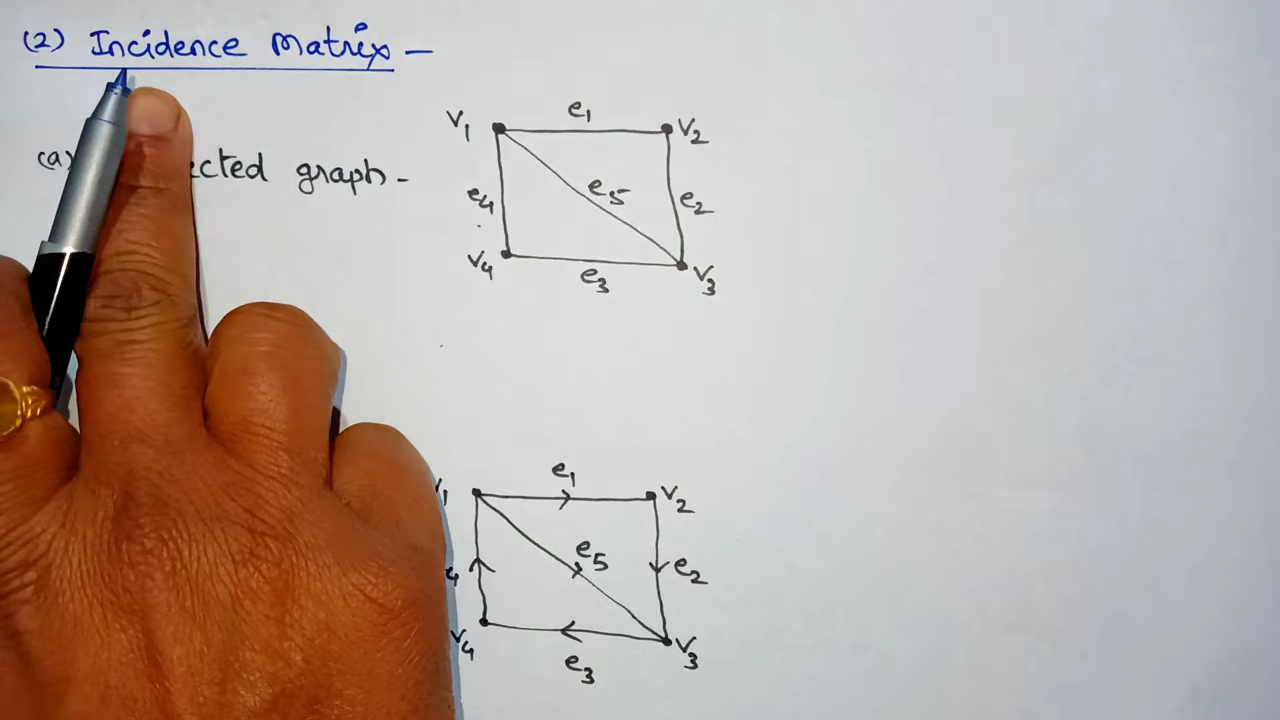 (2) Incidence Matrix -
(a) graph -
v1 e1 v2
e4 e5 e2
v4 e3 v3
e1 v2
e5 e2
v4 e3 v3